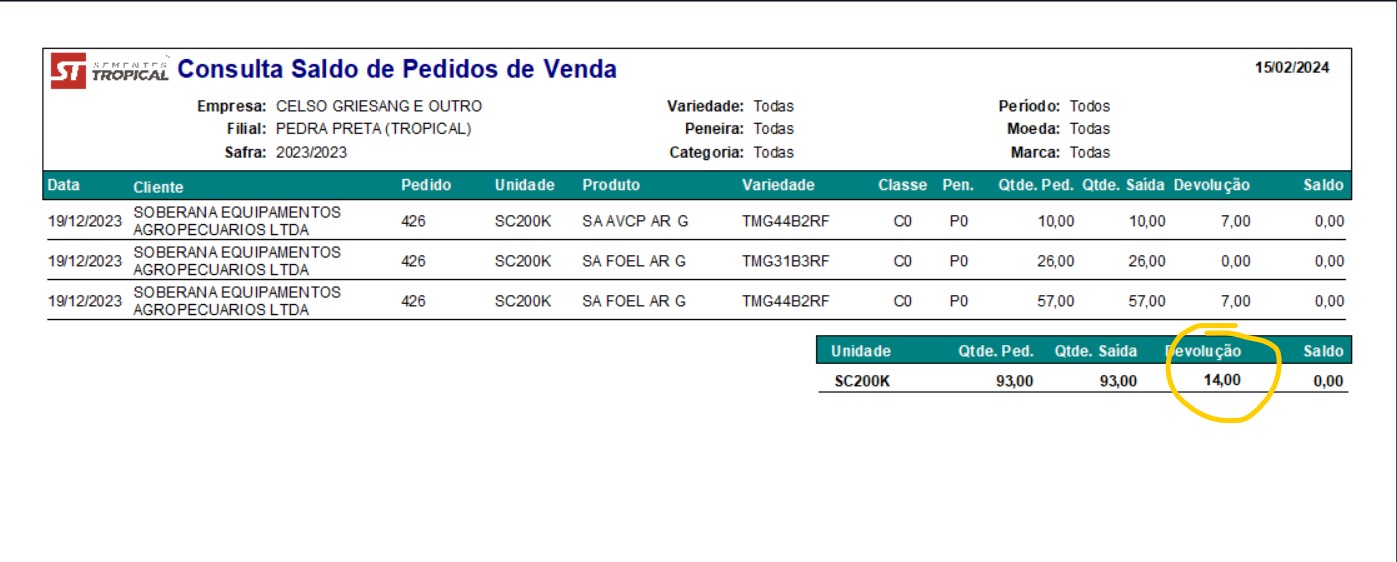 ST SEMENTES TROPICAL Consulta Saldo de Pedidos de Venda 15/02/2024
Empresa: CELSO GRIESANG E OUTRO Variedade: Todas Período: Todos
Filial: PEDRA PRETA (TROPICAL) Peneira: Todas Moeda: Todas
Safra: 2023/2023 Categoria: Todas Marca: Todas
Data Cliente Pedido Unidade Produto Variedade Classe Pen. Qtde. Ped. Qtde. Saída Devolução Saldo
19/12/2023 SOBERANA EQUIPAMENTOS 426 SC200K SA AVCP AR G TMG44B2RF C0 P0 10,00 10,00 7,00 0,00
AGROPECUARIOS LTDA
19/12/2023 SOBERANA EQUIPAMENTOS 426 SC200K SA FOEL AR G TMG31B3RF C0 P0 26,00 26,00 0,00 0,00
AGROPECUARIOS LTDA
19/12/2023 SOBERANA EQUIPAMENTOS 426 SC200K SA FOEL AR G TMG44B2RF C0 P0 57,00 57,00 7,00 0,00
AGROPECUARIOS LTDA
Unidade Qtde. Ped. Qtde. Saída Devolução Saldo
SC200K 93,00 93,00 14,00 0,00